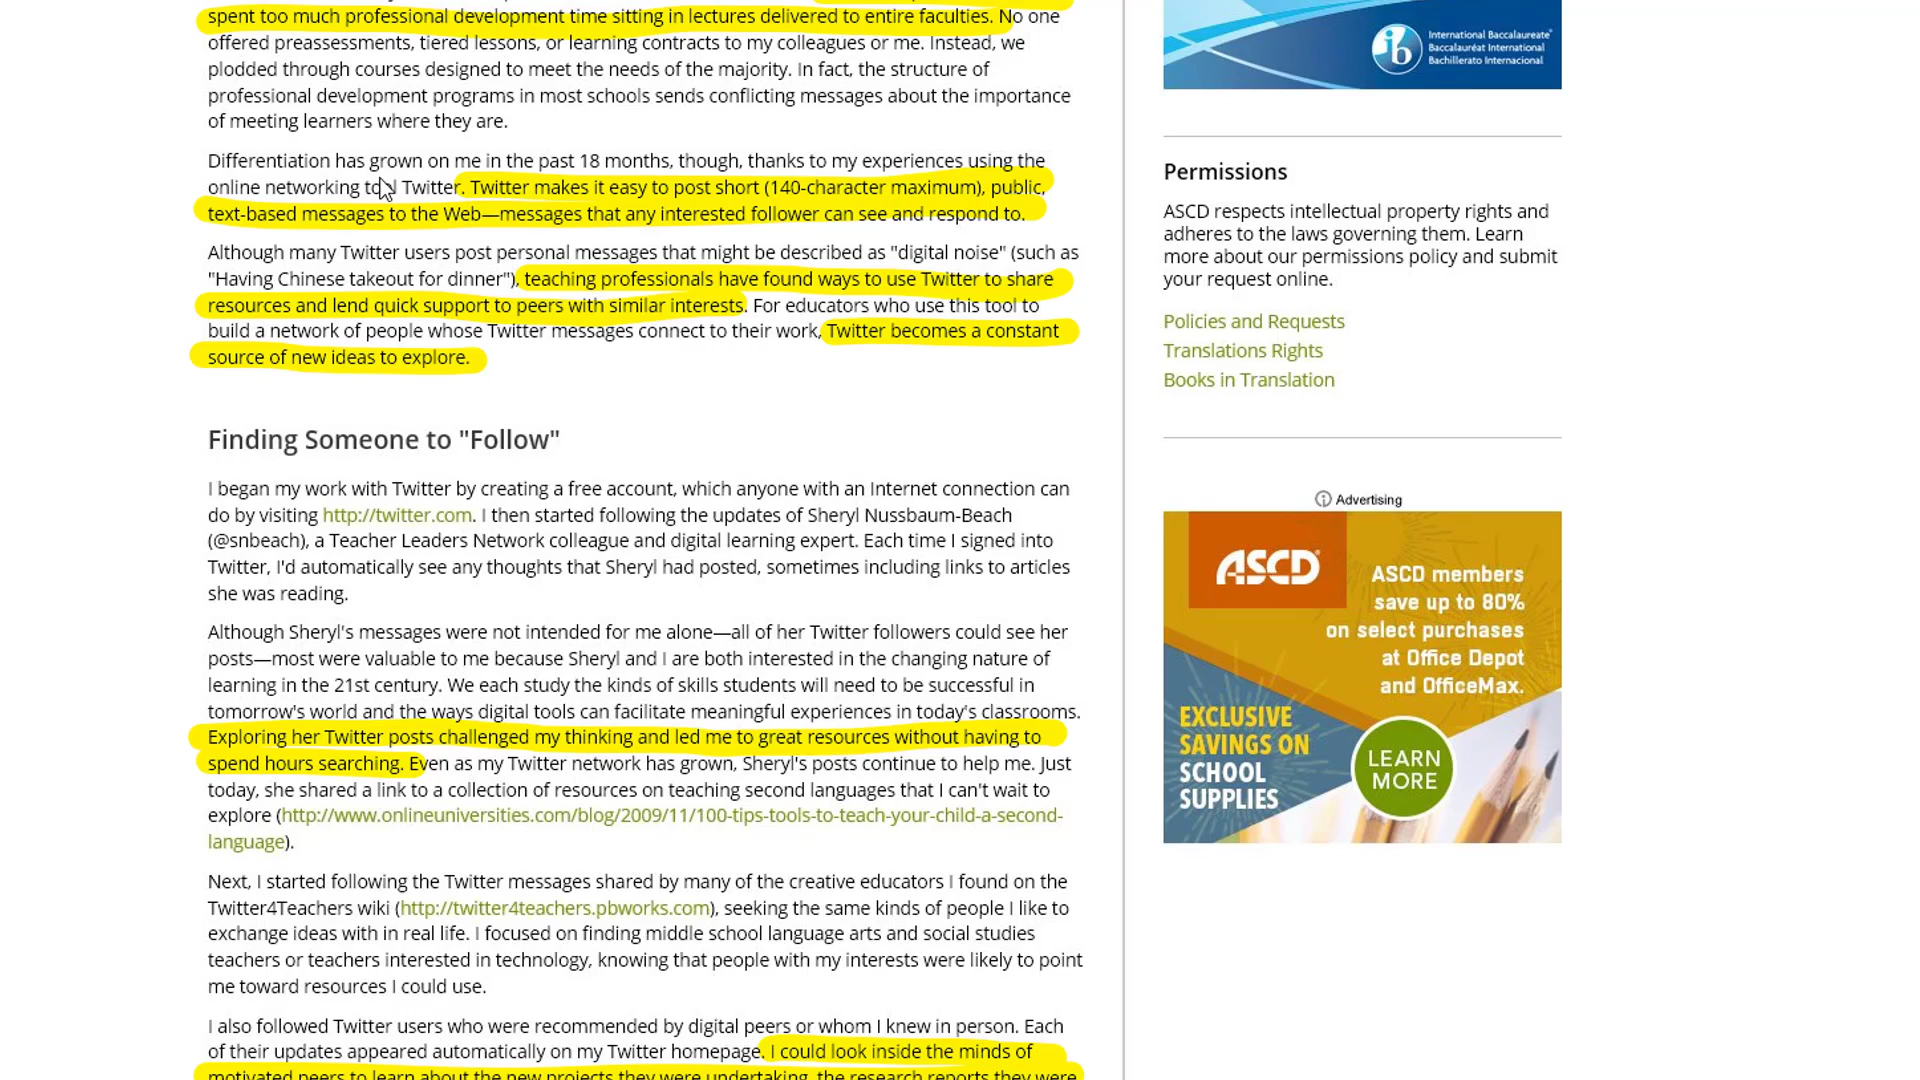 spent too much professional development time sitting in lectures delivered to entire faculties. No one
offered preassessments, tiered lessons, or learning contracts to my colleagues or me. Instead, we
plodded through courses designed to meet the needs of the majority. In fact, the structure of
professional development programs in most schools sends conflicting messages about the importance
of meeting learners where they are.
Differentiation has grown on me in the past 18 months, though, thanks to my experiences using the
online networking tool Twitter. Twitter makes it easy to post short (140-character maximum), public,
text-based messages to the Web—messages that any interested follower can see and respond to.
Although many Twitter users post personal messages that might be described as "digital noise" (such as
"Having Chinese takeout for dinner"), teaching professionals have found ways to use Twitter to share
resources and lend quick support to peers with similar interests. For educators who use this tool to
build a network of people whose Twitter messages connect to their work, Twitter becomes a constant
source of new ideas to explore.
Finding Someone to "Follow"
I began my work with Twitter by creating a free account, which anyone with an Internet connection can
do by visiting http://twitter.com. I then started following the updates of Sheryl Nussbaum-Beach
(@snbeach), a Teacher Leaders Network colleague and digital learning expert. Each time I signed into
Twitter, I'd automatically see any thoughts that Sheryl had posted, sometimes including links to articles
she was reading.
Although Sheryl's messages were not intended for me alone—all of her Twitter followers could see her
posts—most were valuable to me because Sheryl and I are both interested in the changing nature of
learning in the 21st century. We each study the kinds of skills students will need to be successful in
tomorrow's world and the ways digital tools can facilitate meaningful experiences in today's classrooms.
Exploring her Twitter posts challenged my thinking and led me to great resources without having to
spend hours searching. Even as my Twitter network has grown, Sheryl's posts continue to help me. Just
today, she shared a link to a collection of resources on teaching second languages that I can't wait to
explore (http://www.onlineuniversities.com/blog/2009/11/100-tips-tools-to-teach-your-child-a-second-
language).
Next, I started following the Twitter messages shared by many of the creative educators I found on the
Twitter4Teachers wiki (http://twitter4teachers.pbworks.com), seeking the same kinds of people I like to
exchange ideas with in real life. I focused on finding middle school language arts and social studies
teachers or teachers interested in technology, knowing that people with my interests were likely to point
me toward resources I could use.
I also followed Twitter users who were recommended by digital peers or whom I knew in person. Each
of their updates appeared automatically on my Twitter homepage. I could look inside the minds of
motivated peers to learn about the new projects they were undertaking, the research reports they were
ib
International Baccalaureate®
Baccalauréat International
Bachillerato Internacional
Permissions
ASCD respects intellectual property rights and
adheres to the laws governing them. Learn
more about our permissions policy and submit
your request online.
Policies and Requests
Translations Rights
Books in Translation
Advertising
ASCD®
ASCD members
save up to 80%
on select purchases
at Office Depot
and OfficeMax.
EXCLUSIVE
SAVINGS ON
SCHOOL
SUPPLIES
LEARN
MORE